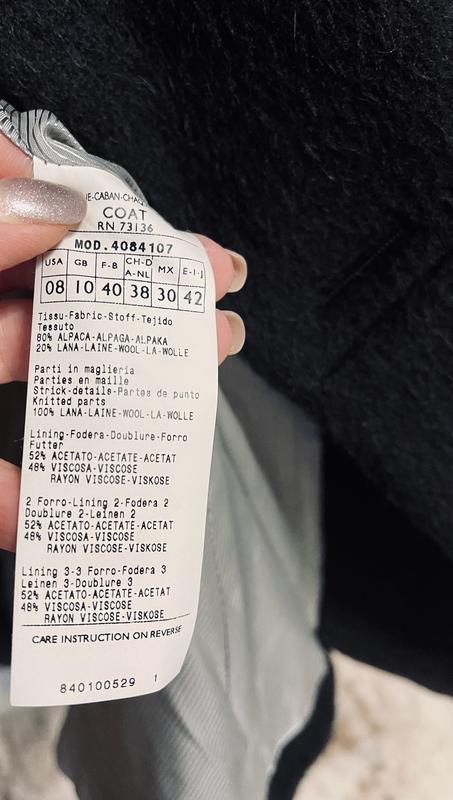 COAT
RN 73136
MOD.4084107
USA GB F-B CH-D A-NL MX E-I-J
08 10 40 38 30 42
Tissu-Fabric-Stoff-Tejido
Tessuto
80% ALPACA-ALPAGA-ALPAKA
20% LANA-LAINE-WOOL-LA-WOLLE
Parti in maglieria
Parties en maille
Strick-details-Partes de punto
Knitted parts
100% LANA-LAINE-WOOL-LA-WOLLE
Lining-Fodera-Doublure-Forro
Futter
52% ACETATO-ACETATE-ACETAT
48% VISCOSA-VISCOSE
RAYON VISCOSE-VISKOSE
2 Forro-Lining 2-Fodera 2
Doublure 2-Leinen 2
52% ACETATO-ACETATE-ACETAT
48% VISCOSA-VISCOSE
RAYON VISCOSE-VISKOSE
Lining 3-3 Forro-Fodera 3
Leinen 3-Doublure 3
52% ACETATO-ACETATE-ACETAT
48% VISCOSA-VISCOSE
RAYON VISCOSE-VISKOSE
CARE INSTRUCTION ON REVERSE
840100529 1